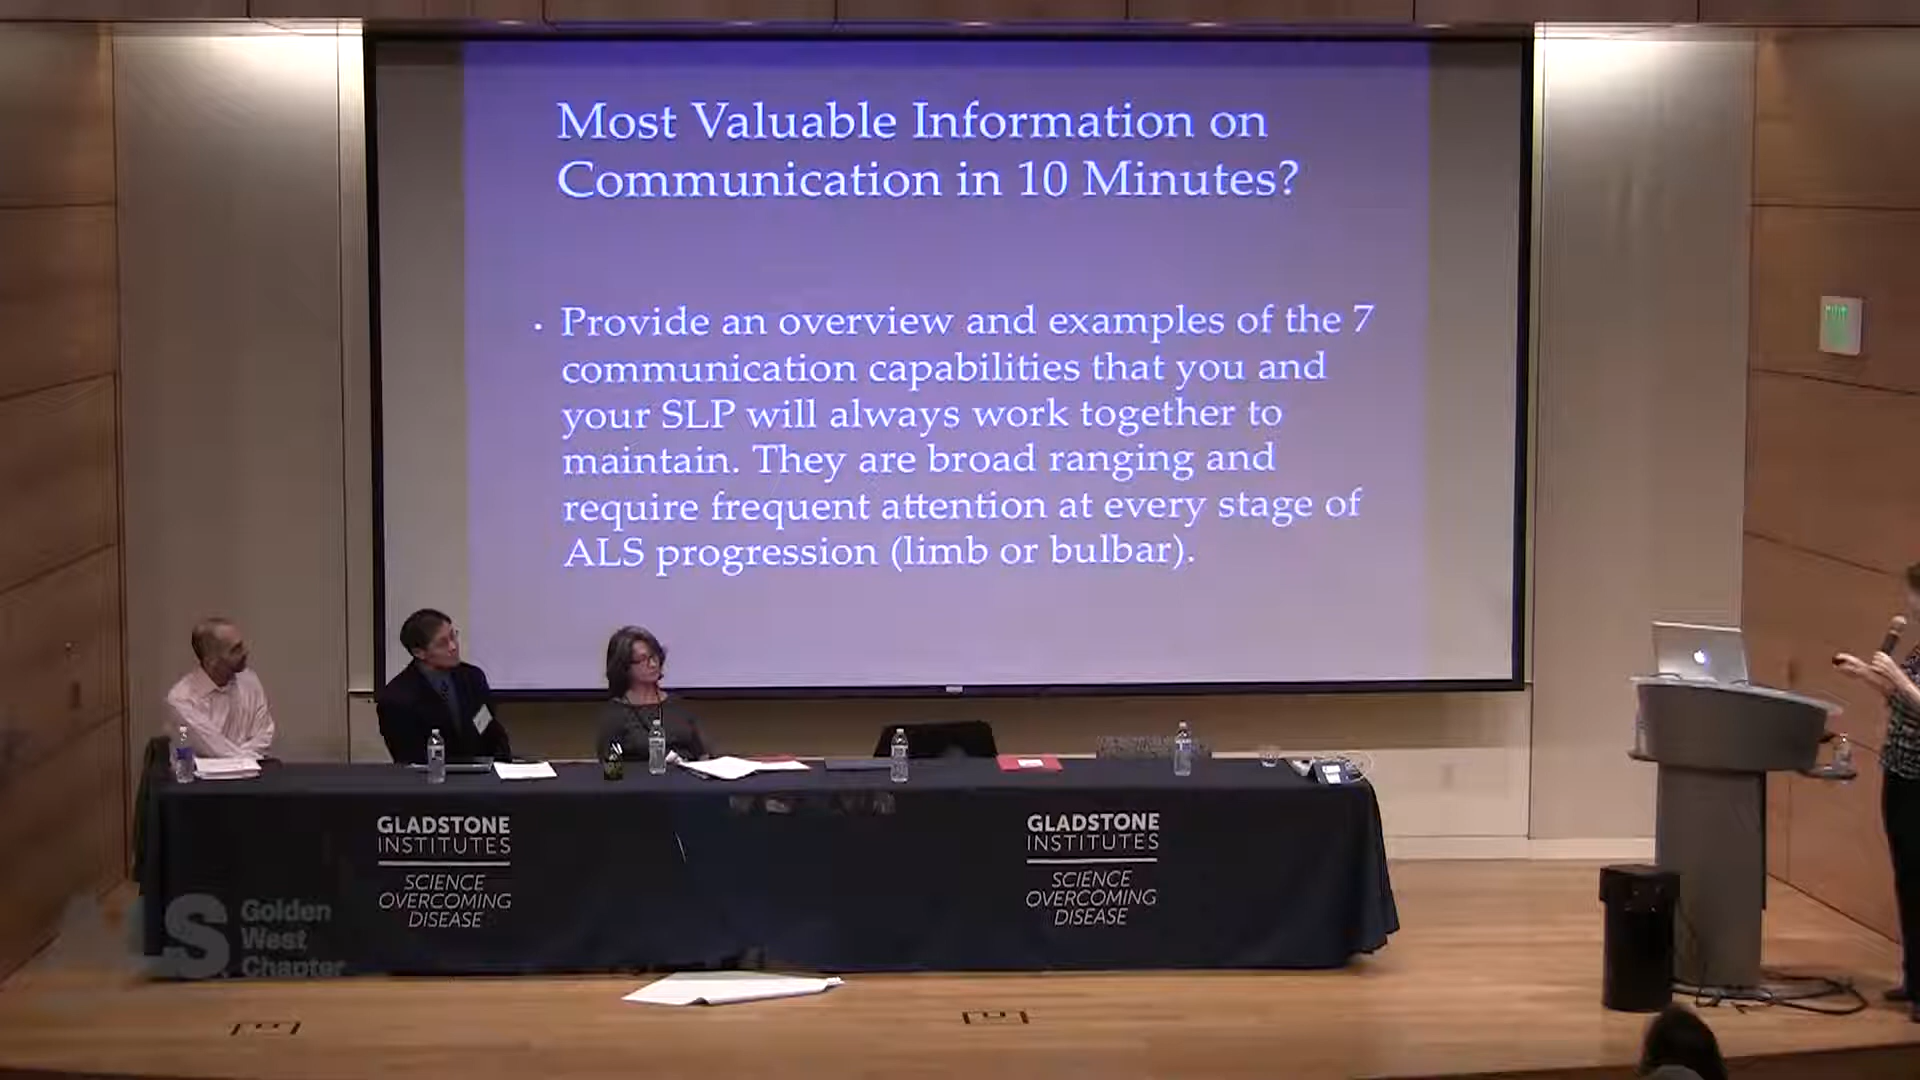 Most Valuable Information on
Communication in 10 Minutes?
· Provide an overview and examples of the 7
communication capabilities that you and
your SLP will always work together to
maintain. They are broad ranging and
require frequent attention at every stage of
ALS progression (limb or bulbar).
GLADSTONE
INSTITUTES
SCIENCE
OVERCOMING
DISEASE
GLADSTONE
INSTITUTES
SCIENCE
OVERCOMING
DISEASE
ALS
Golden
West
Chapter